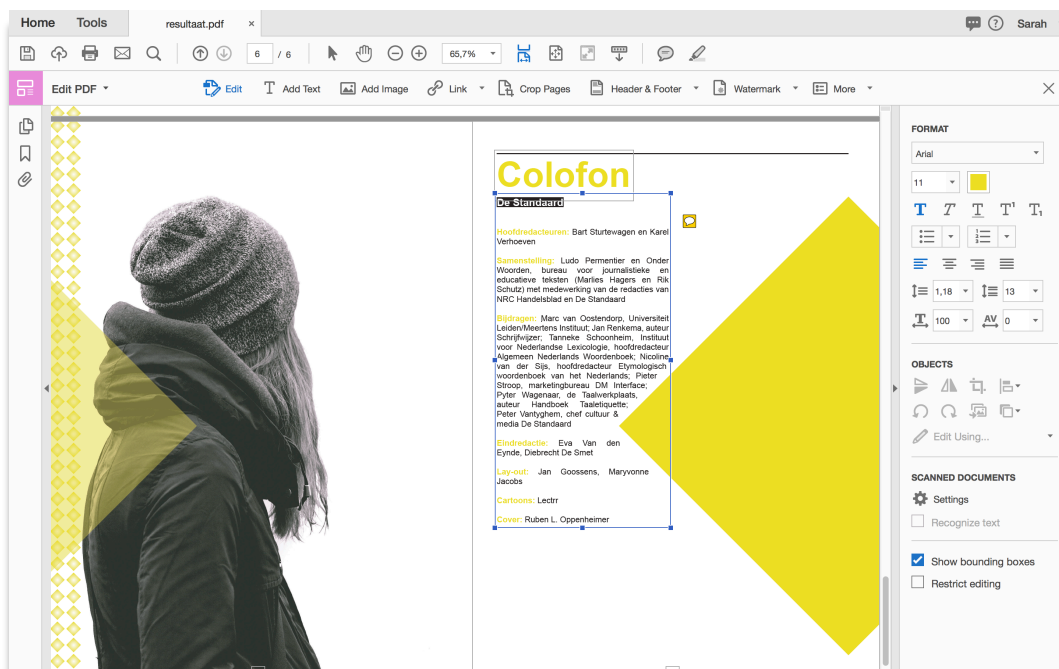 Home Tools resultaat.pdf × ? Sarah
6 / 6 65,7%
Edit PDF Edit Add Text Add Image Link Crop Pages Header & Footer Watermark More
Colofon
De Standaard
Hoofdredacteuren: Bart Sturtewagen en Karel
Verhoeven
Samenstelling: Ludo Permentier en Onder
Woorden, bureau voor journalistieke en
educatieve teksten (Marlies Hagers en Rik
Schutz) met medewerking van de redacties van
NRC Handelsblad en De Standaard
Bijdragen: Marc van Oostendorp, Universiteit
Leiden/Meertens Instituut; Jan Renkema, auteur
Schrijfwijzer; Tanneke Schoonheim, Instituut
voor Nederlandse Lexicologie, hoofdredacteur
Algemeen Nederlands Woordenboek; Nicoline
van der Sijs, hoofdredacteur Etymologisch
woordenboek van het Nederlands; Pieter
Stroop, marketingbureau DM Interface;
Pyter Wagenaar, de Taalwerkplaats,
auteur Handboek Taaletiquette;
Peter Vantyghem, chef cultuur &
media De Standaard
Eindredactie: Eva Van den
Eynde, Diebrecht De Smet
Lay-out: Jan Goossens, Maryvonne
Jacobs
Cartoons: Lectrr
Cover: Ruben L. Oppenheimer
FORMAT
Arial
11
T T T T¹ T₁
1,18 13
T 100 AV 0
OBJECTS
Edit Using...
SCANNED DOCUMENTS
Settings
Recognize text
Show bounding boxes
Restrict editing